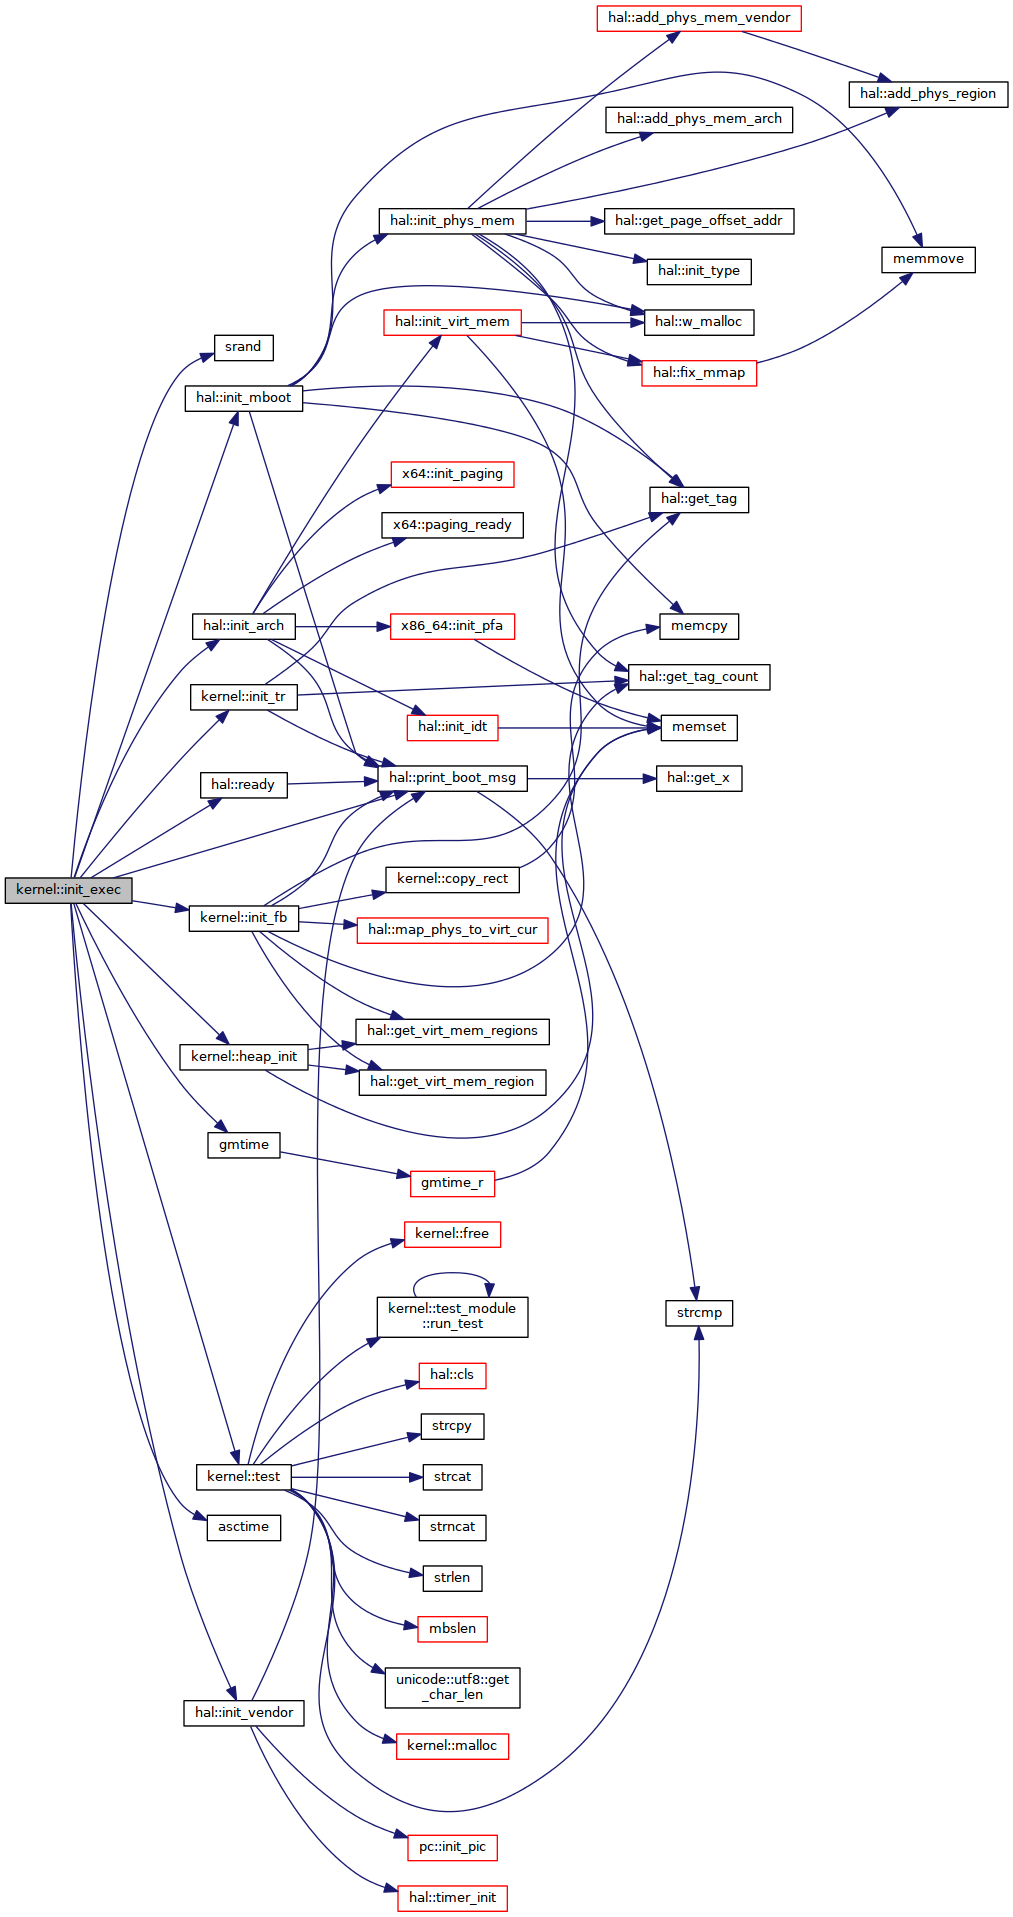 hal::add_phys_mem_vendor
hal::add_phys_region
hal::add_phys_mem_arch
hal::init_phys_mem
hal::get_page_offset_addr
memmove
hal::init_type
hal::init_virt_mem
hal::w_malloc
srand
hal::fix_mmap
hal::init_mboot
x64::init_paging
hal::get_tag
x64::paging_ready
hal::init_arch
x86_64::init_pfa
memcpy
hal::get_tag_count
kernel::init_tr
hal::init_idt
memset
hal::ready
hal::print_boot_msg
hal::get_x
kernel::init_exec
kernel::copy_rect
kernel::init_fb
hal::map_phys_to_virt_cur
hal::get_virt_mem_regions
kernel::heap_init
hal::get_virt_mem_region
gmtime
gmtime_r
kernel::free
kernel::test_module
::run_test
strcmp
hal::cls
strcpy
kernel::test
strcat
asctime
strncat
strlen
mbslen
unicode::utf8::get
_char_len
hal::init_vendor
kernel::malloc
pc::init_pic
hal::timer_init